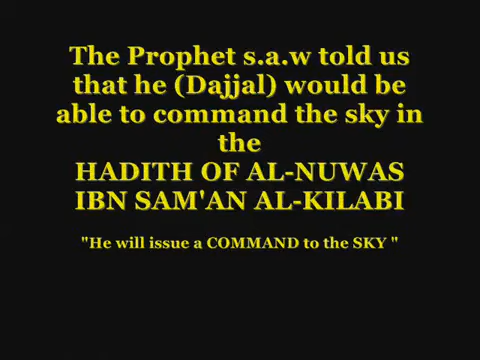 The Prophet s.a.w told us
that he (Dajjal) would be
able to command the sky in
the
HADITH OF AL-NUWAS
IBN SAM'AN AL-KILABI
"He will issue a COMMAND to the SKY "